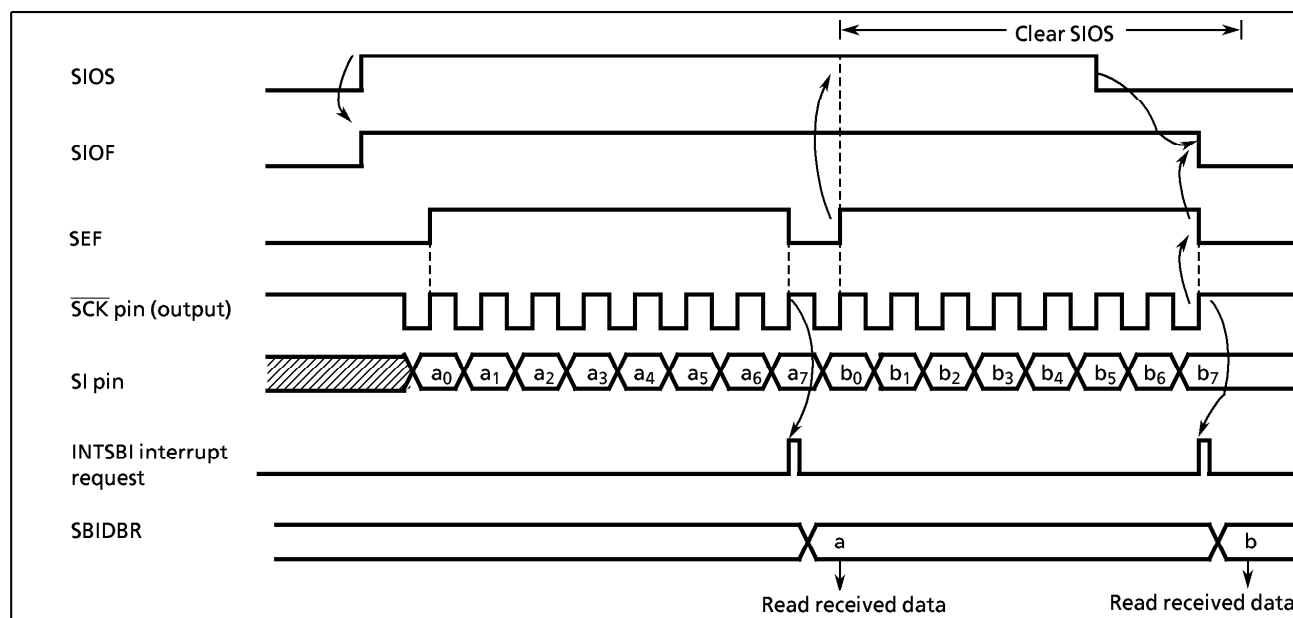 Clear SIOS
SIOS
SIOF
SEF
SCK pin (output)
SI pin
a0 a1 a2 a3 a4 a5 a6 a7 b0 b1 b2 b3 b4 b5 b6 b7
INTSBI interrupt
request
SBIDBR
a b
Read received data Read received data